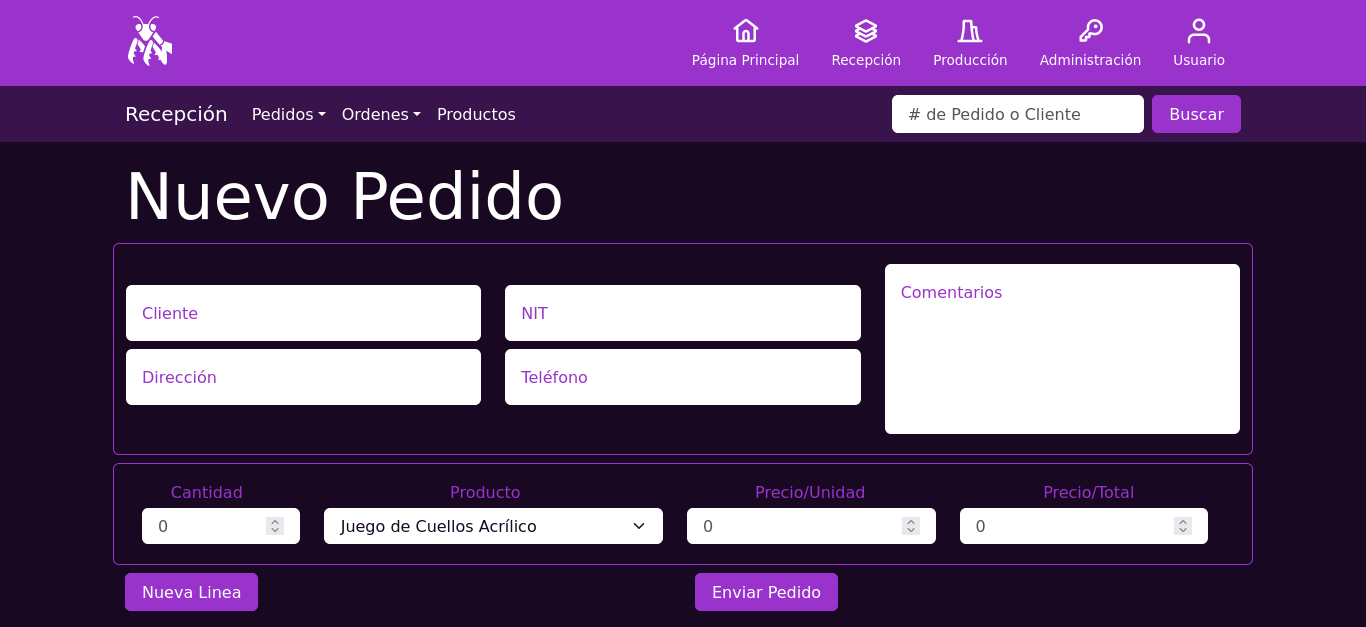 Página Principal Recepción Producción Administración Usuario
Recepción Pedidos Ordenes Productos # de Pedido o Cliente Buscar
Nuevo Pedido
Cliente NIT Comentarios
Dirección Teléfono
Cantidad Producto Precio/Unidad Precio/Total
0 Juego de Cuellos Acrílico 0 0
Nueva Linea Enviar Pedido